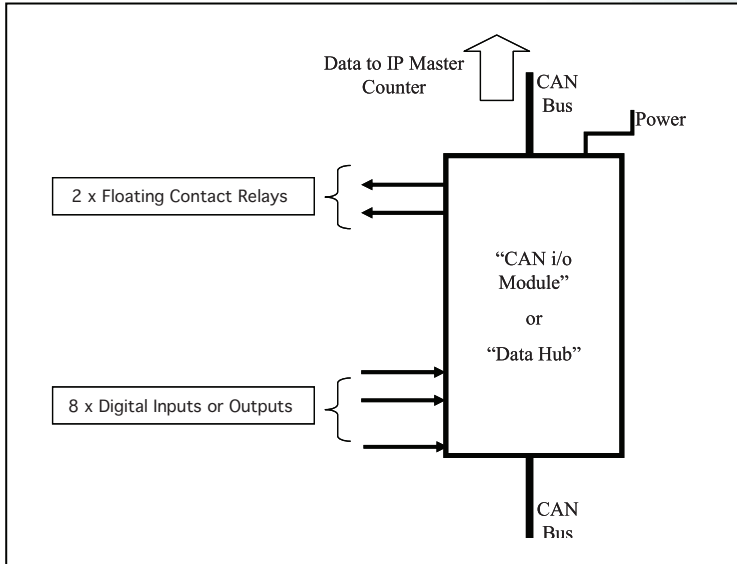 Data to IP Master
Counter
CAN
Bus
Power
2 x Floating Contact Relays
“CAN i/o
Module”
or
“Data Hub”
8 x Digital Inputs or Outputs
CAN
Bus